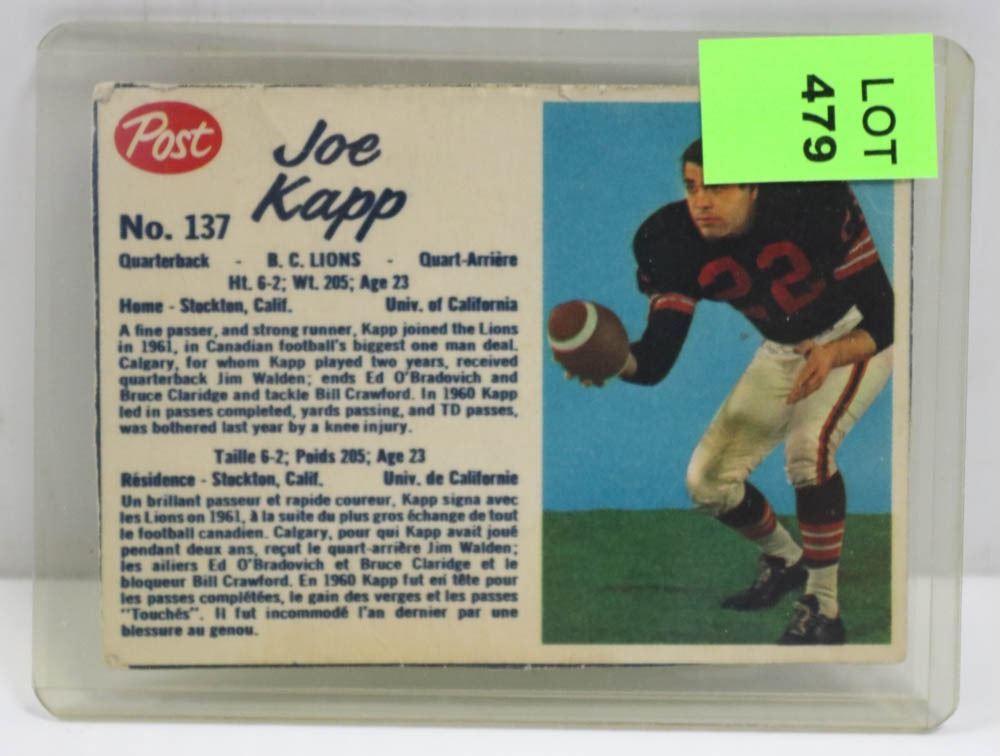 Post
Joe
Kapp
No. 137
Quarterback - B. C. LIONS - Quart-Arrière
Ht. 6-2; Wt. 205; Age 23
Home - Stockton, Calif. Univ. of California
A fine passer, and strong runner, Kapp joined the Lions
in 1961, in Canadian football's biggest one man deal.
Calgary, for whom Kapp played two years, received
quarterback Jim Walden; ends Ed O'Bradovich and
Bruce Claridge and tackle Bill Crawford. In 1960 Kapp
led in passes completed, yards passing, and TD passes,
was bothered last year by a knee injury.
Taille 6-2; Poids 205; Age 23
Résidence - Stockton, Calif. Univ. de Californie
Un brillant passeur et rapide coureur, Kapp signa avec
les Lions on 1961, à la suite du plus gros échange de tout
le football canadien. Calgary, pour qui Kapp avait joué
pendant deux ans, reçut le quart-arrière Jim Walden;
les ailiers Ed O'Bradovich et Bruce Claridge et le
bloqueur Bill Crawford. En 1960 Kapp fut en tête pour
les passes complétées, le gain des verges et les passes
"Touchés". Il fut incommodé l'an dernier par une
blessure au genou.
22
LOT
479